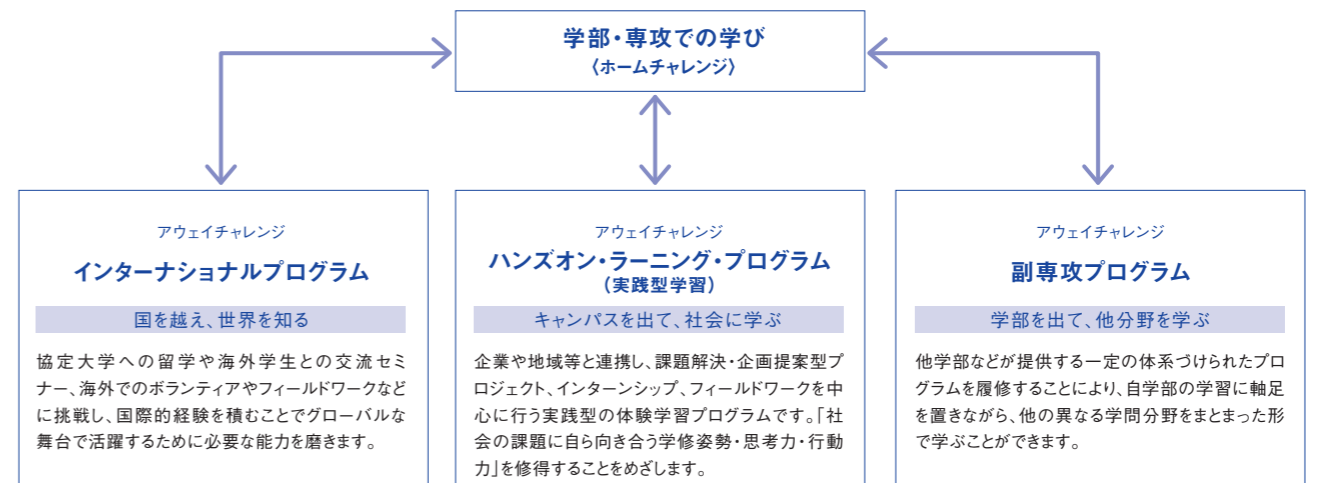 学部・専攻での学び
〈ホームチャレンジ〉
アウェイチャレンジ
インターナショナルプログラム
国を越え、世界を知る
協定大学への留学や海外学生との交流セミ
ナー、海外でのボランティアやフィールドワークなど
に挑戦し、国際的経験を積むことでグローバルな
舞台で活躍するために必要な能力を磨きます。
アウェイチャレンジ
ハンズオン・ラーニング・プログラム
(実践型学習)
キャンパスを出て、社会に学ぶ
企業や地域等と連携し、課題解決・企画提案型プ
ロジェクト、インターンシップ、フィールドワークを中
心に行う実践型の体験学習プログラムです。「社
会の課題に自ら向き合う学修姿勢・思考力・行動
力」を修得することをめざします。
アウェイチャレンジ
副専攻プログラム
学部を出て、他分野を学ぶ
他学部などが提供する一定の体系づけられたプロ
グラムを履修することにより、自学部の学習に軸足
を置きながら、他の異なる学問分野をまとまった形
で学ぶことができます。